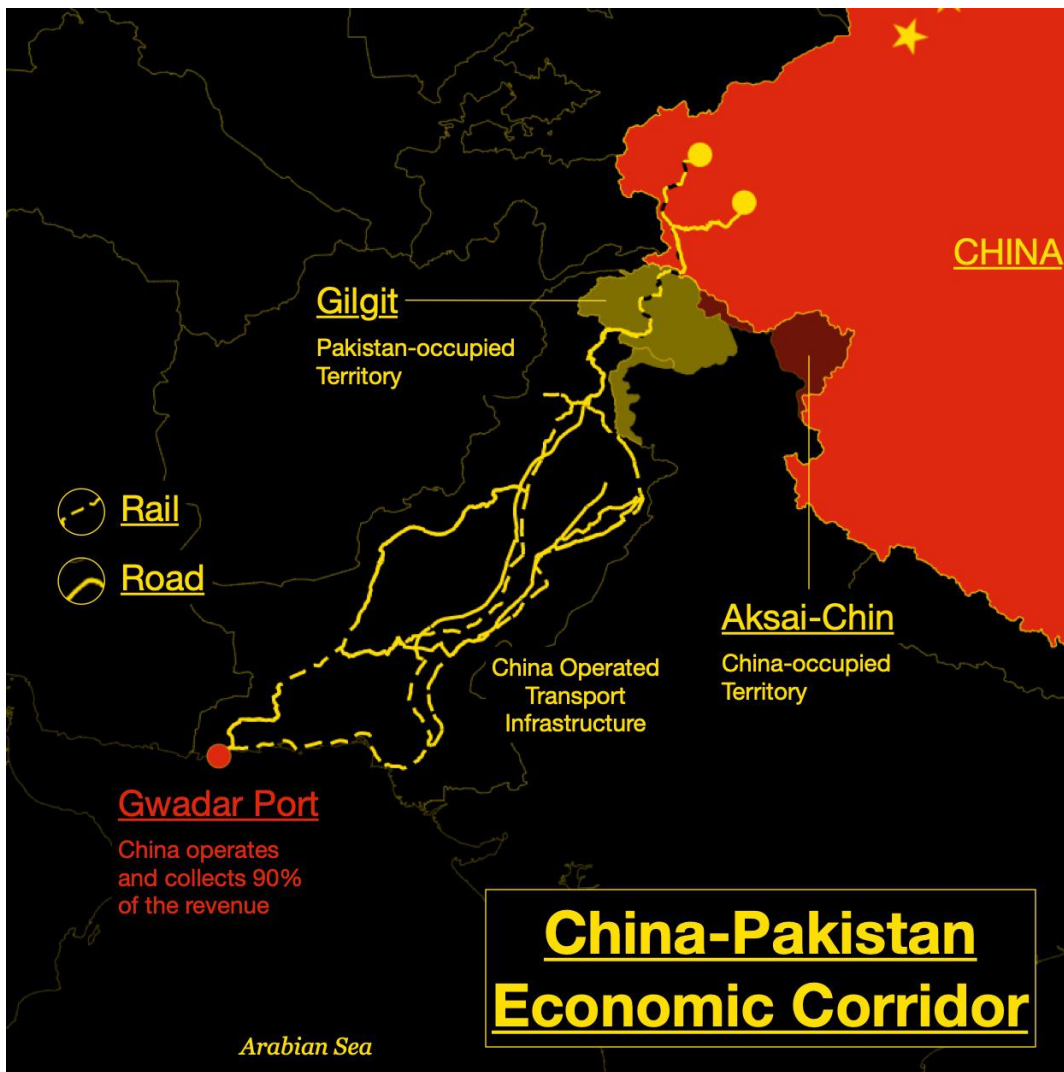 CHINA
Gilgit
Pakistan-occupied
Territory
Rail
Road
Aksai-Chin
China-occupied
Territory
China Operated
Transport
Infrastructure
Gwadar Port
China operates
and collects 90%
of the revenue
China-Pakistan
Economic Corridor
Arabian Sea